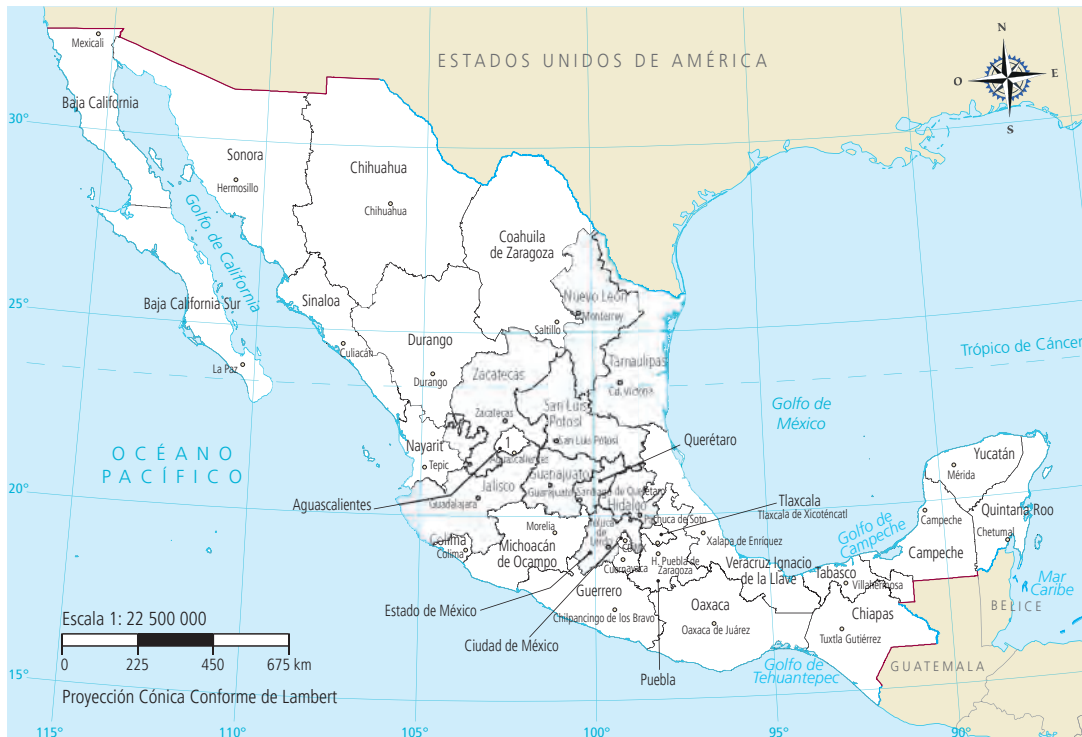 N
O
E
S
ESTADOS UNIDOS DE AMÉRICA
Mexicali
Baja California
30°
Sonora
Hermosillo
Chihuahua
Chihuahua
Golfo de California
Coahuila
de Zaragoza
Nuevo León
Monterrey
Baja California Sur
Sinaloa
25°
Saltillo
Culiacán
Durango
Durango
La Paz
Zacatecas
Zacatecas
Tamaulipas
Cd. Victoria
Trópico de Cáncer
San Luis
Potosí
San Luis Potosí
Golfo de
México
OCÉANO
PACÍFICO
Nayarit
Tepic
1
Aguascalientes
Querétaro
Yucatán
Mérida
20°
Jalisco
Guadalajara
Guanajuato
Guanajuato
Santiago de Querétaro
Hidalgo
Pachuca de Soto
Aguascalientes
Tlaxcala
Tlaxcala de Xicoténcatl
Quintana Roo
Campeche
Chetumal
Golfo de
Campeche
Campeche
Colima
Colima
Morelia
Michoacán
de Ocampo
Toluca
de Lerdo
CDMX
Cuernavaca
H. Puebla de
Zaragoza
Xalapa de Enríquez
Veracruz Ignacio
de la Llave
Tabasco
Villahermosa
Mar
Caribe
BELICE
Estado de México
Guerrero
Chilpancingo de los Bravo
Oaxaca
Oaxaca de Juárez
Chiapas
Tuxtla Gutiérrez
Ciudad de México
Puebla
Golfo de
Tehuantepec
GUATEMALA
Escala 1: 22 500 000
0 225 450 675 km
15°
Proyección Cónica Conforme de Lambert
115° 110° 105° 100° 95° 90°